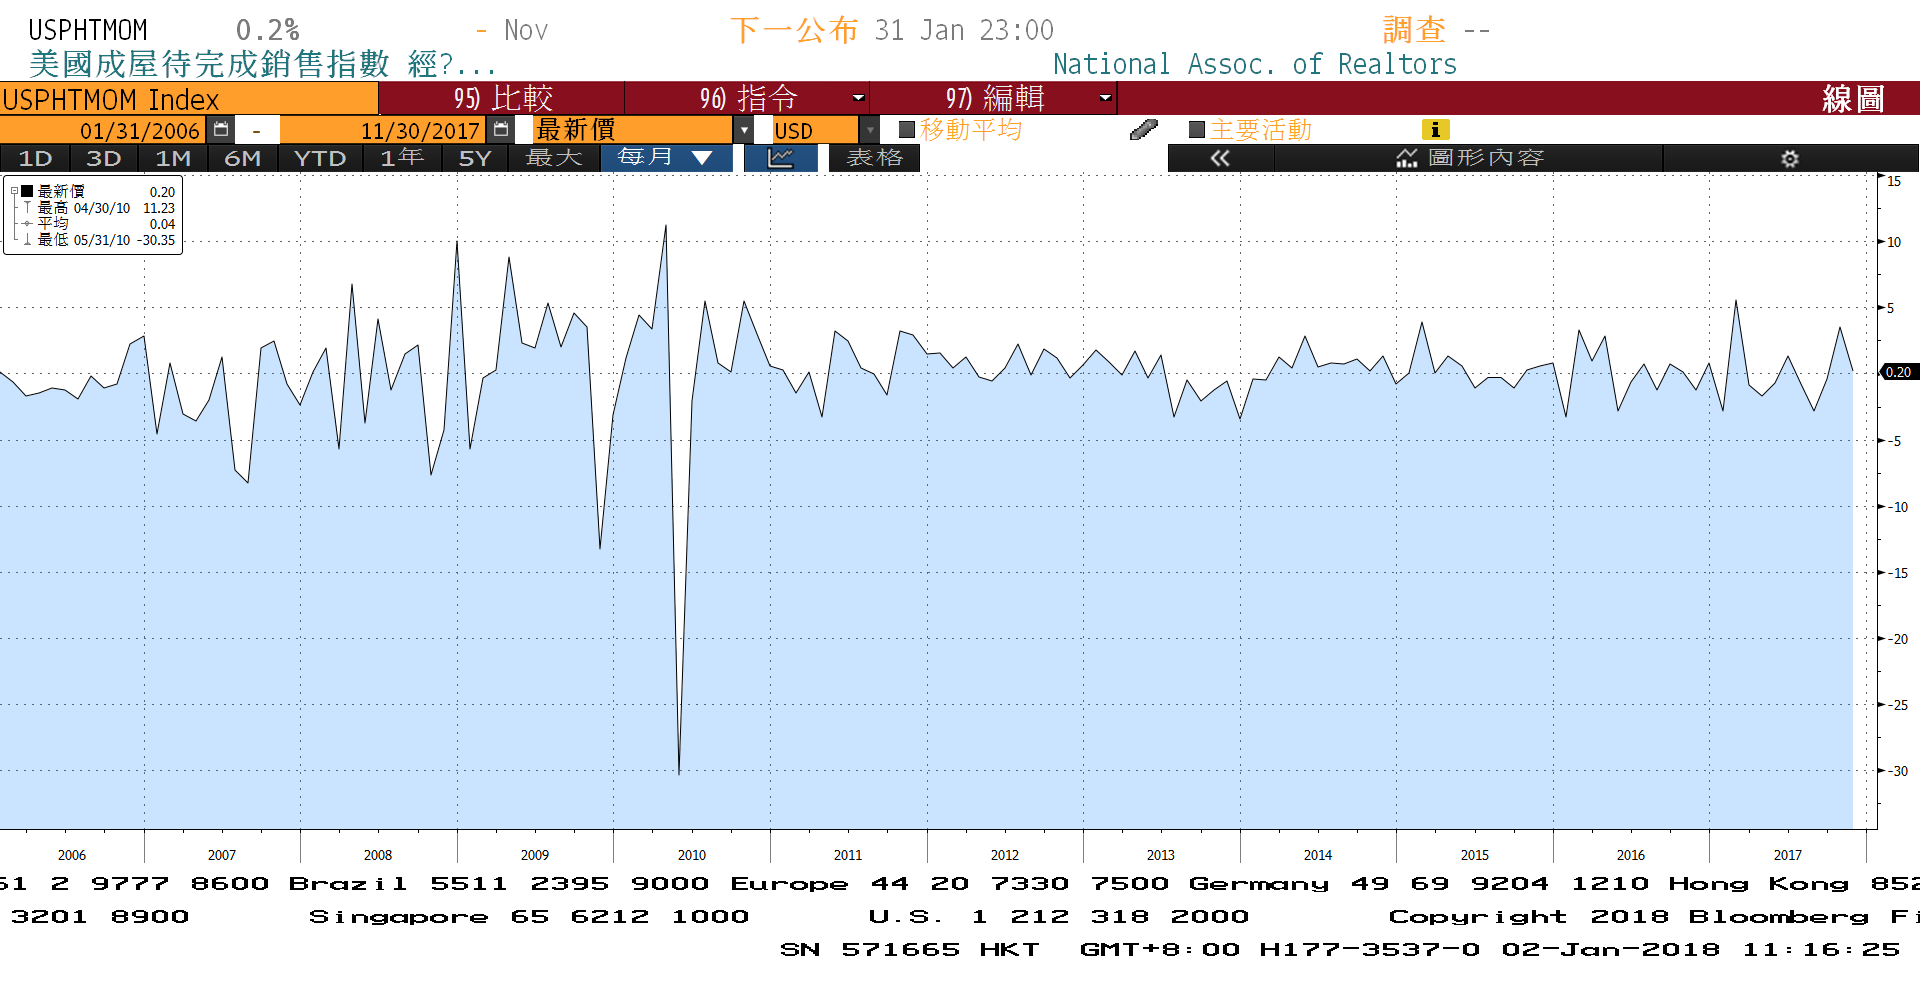 USPHTMOM 0.2% - Nov 下一公布 31 Jan 23:00 調查 --
美國成屋待完成銷售指數 經?... National Assoc. of Realtors
USPHTMOM Index 95) 比較 96) 指令 97) 編輯 線圖
01/31/2006 - 11/30/2017 最新價 USD 移動平均 主要活動 i
1D 3D 1M 6M YTD 1年 5Y 最大 每月 ▼ 表格 « 圖形內容
最新價 0.20
最高 04/30/10 11.23
平均 0.04
最低 05/31/10 -30.35
15
10
5
0.20
-5
-10
-15
-20
-25
-30
2006 2007 2008 2009 2010 2011 2012 2013 2014 2015 2016 2017
61 2 9777 8600 Brazil 5511 2395 9000 Europe 44 20 7330 7500 Germany 49 69 9204 1210 Hong Kong 852
3201 8900 Singapore 65 6212 1000 U.S. 1 212 318 2000 Copyright 2018 Bloomberg Fi
SN 571665 HKT GMT+8:00 H177-3537-0 02-Jan-2018 11:16:25